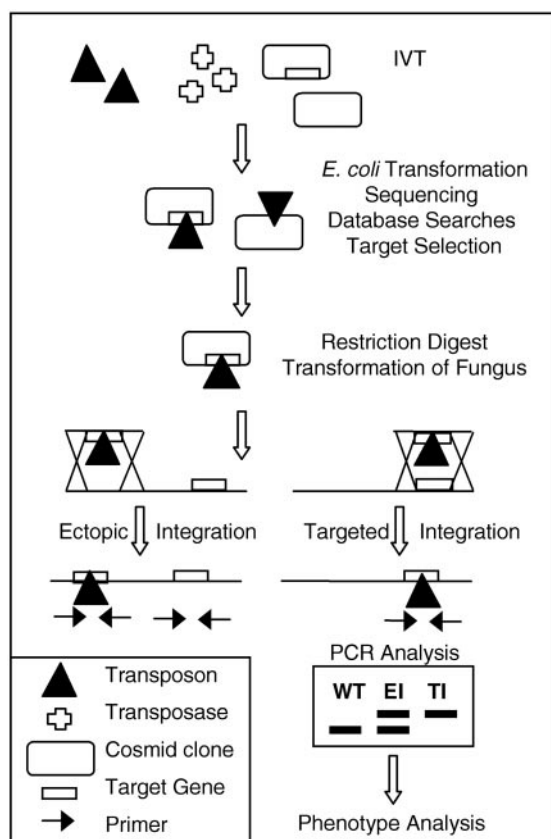 IVT
E. coli Transformation
Sequencing
Database Searches
Target Selection
Restriction Digest
Transformation of Fungus
Ectopic Integration
Targeted Integration
PCR Analysis
WT EI TI
Phenotype Analysis
Transposon
Transposase
Cosmid clone
Target Gene
Primer